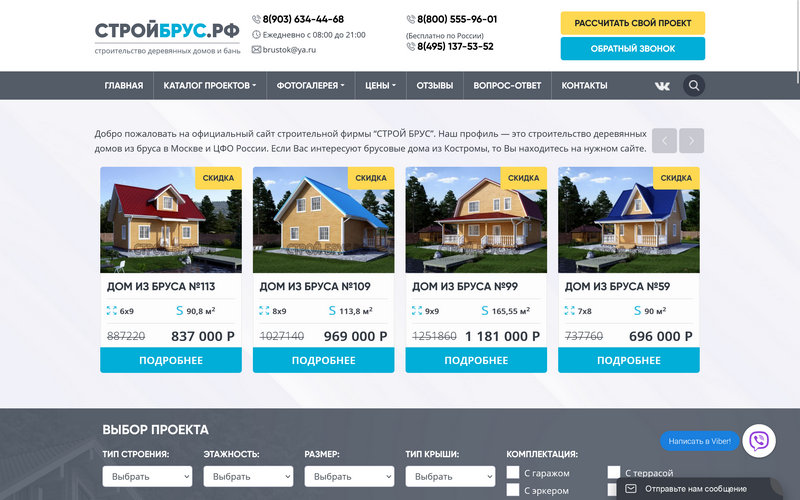 СТРОЙБРУС.РФ
строительство деревянных домов и бань
8(903) 634-44-68
Ежедневно с 08:00 до 21:00
brustok@ya.ru
8(800) 555-96-01
(Бесплатно по России)
8(495) 137-53-52
РАССЧИТАТЬ СВОЙ ПРОЕКТ
ОБРАТНЫЙ ЗВОНОК
ГЛАВНАЯ КАТАЛОГ ПРОЕКТОВ ФОТОГАЛЕРЕЯ ЦЕНЫ ОТЗЫВЫ ВОПРОС-ОТВЕТ КОНТАКТЫ
Добро пожаловать на официальный сайт строительной фирмы “СТРОЙ БРУС”. Наш профиль — это строительство деревянных
домов из бруса в Москве и ЦФО России. Если Вас интересуют брусовые дома из Костромы, то Вы находитесь на нужном сайте.
СКИДКА СКИДКА СКИДКА СКИДКА
ДОМ ИЗ БРУСА №113 ДОМ ИЗ БРУСА №109 ДОМ ИЗ БРУСА №99 ДОМ ИЗ БРУСА №59
6x9 S 90,8 м² 8x9 S 113,8 м² 9x9 S 165,55 м² 7x8 S 90 м²
887220 837 000 Р 1027140 969 000 Р 1251860 1 181 000 Р 737760 696 000 Р
ПОДРОБНЕЕ ПОДРОБНЕЕ ПОДРОБНЕЕ ПОДРОБНЕЕ
ВЫБОР ПРОЕКТА
ТИП СТРОЕНИЯ: ЭТАЖНОСТЬ: РАЗМЕР: ТИП КРЫШИ: КОМПЛЕКТАЦИЯ:
Выбрать Выбрать Выбрать Выбрать
С гаражом С террасой
С эркером
Написать в Viber!
Отправьте нам сообщение